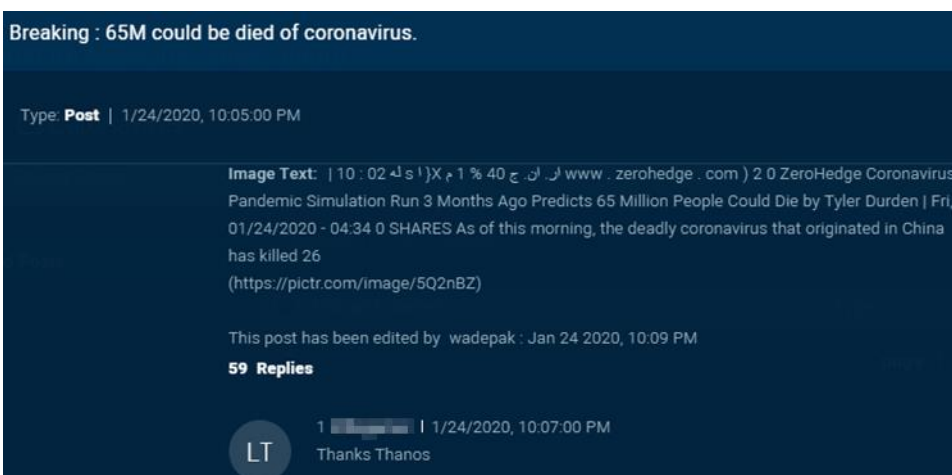 Breaking : 65M could be died of coronavirus.
Type: Post | 1/24/2020, 10:05:00 PM
Image Text: | 10 : 02 ا s له }X م 1 % 40 ار. ان. ج www . zerohedge . com ) 2 0 ZeroHedge Coronavirus
Pandemic Simulation Run 3 Months Ago Predicts 65 Million People Could Die by Tyler Durden | Fri,
01/24/2020 - 04:34 0 SHARES As of this morning, the deadly coronavirus that originated in China
has killed 26
(https://pictr.com/image/5Q2nBZ)
This post has been edited by wadepak : Jan 24 2020, 10:09 PM
59 Replies
1 | 1/24/2020, 10:07:00 PM
LT
Thanks Thanos